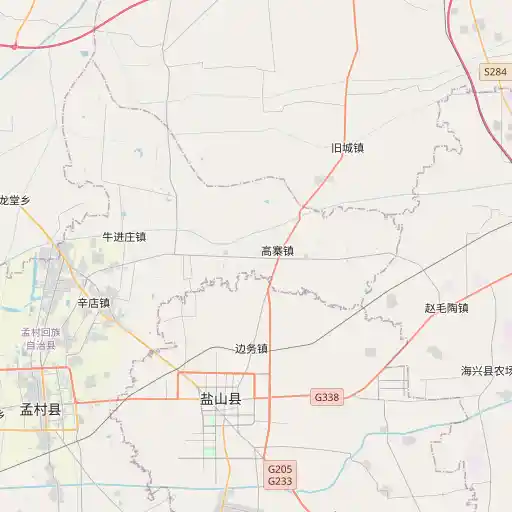 S284
旧城镇
龙堂乡
牛进庄镇
高寨镇
辛店镇
赵毛陶镇
孟村回族
自治县
边务镇
海兴县农场
盐山县
G338
孟村县
乡
G205
G233